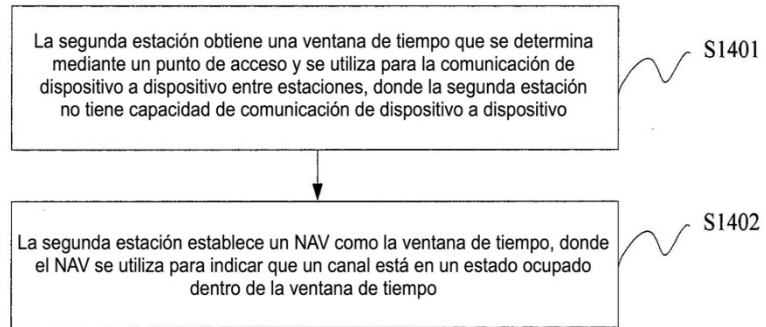 La segunda estación obtiene una ventana de tiempo que se determina
mediante un punto de acceso y se utiliza para la comunicación de
dispositivo a dispositivo entre estaciones, donde la segunda estación
no tiene capacidad de comunicación de dispositivo a dispositivo
S1401
La segunda estación establece un NAV como la ventana de tiempo, donde
el NAV se utiliza para indicar que un canal está en un estado ocupado
dentro de la ventana de tiempo
S1402